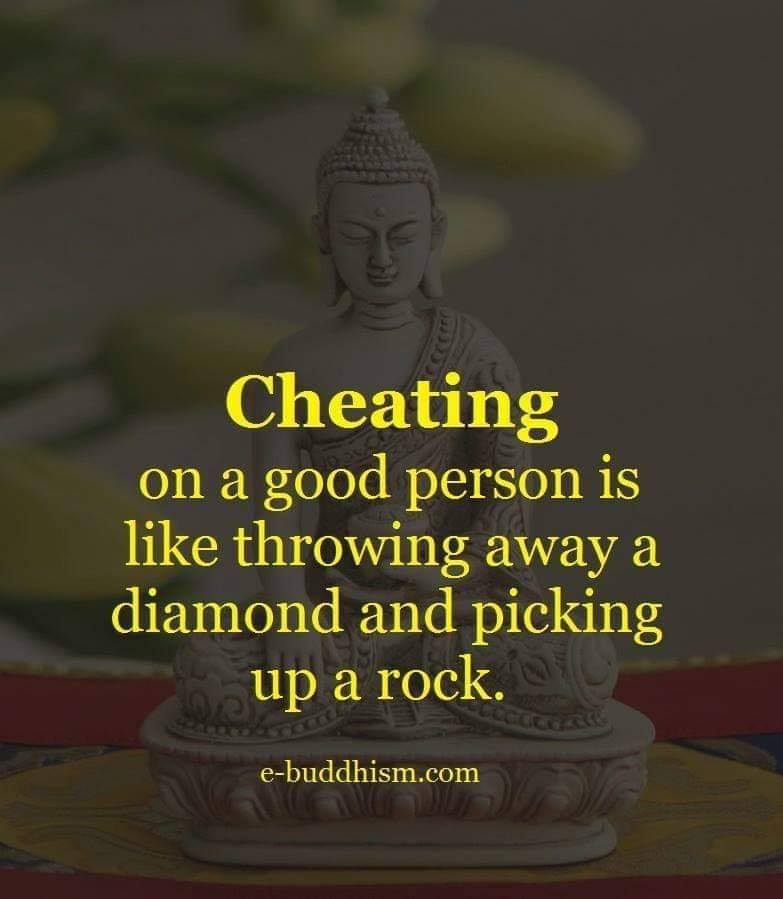 Cheating
on a good person is
like throwing away a
diamond and picking
up a rock.
e-buddhism.com